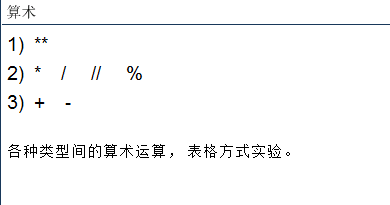 算术
1) **
2) * / // %
3) + -
各种类型间的算术运算，表格方式实验。